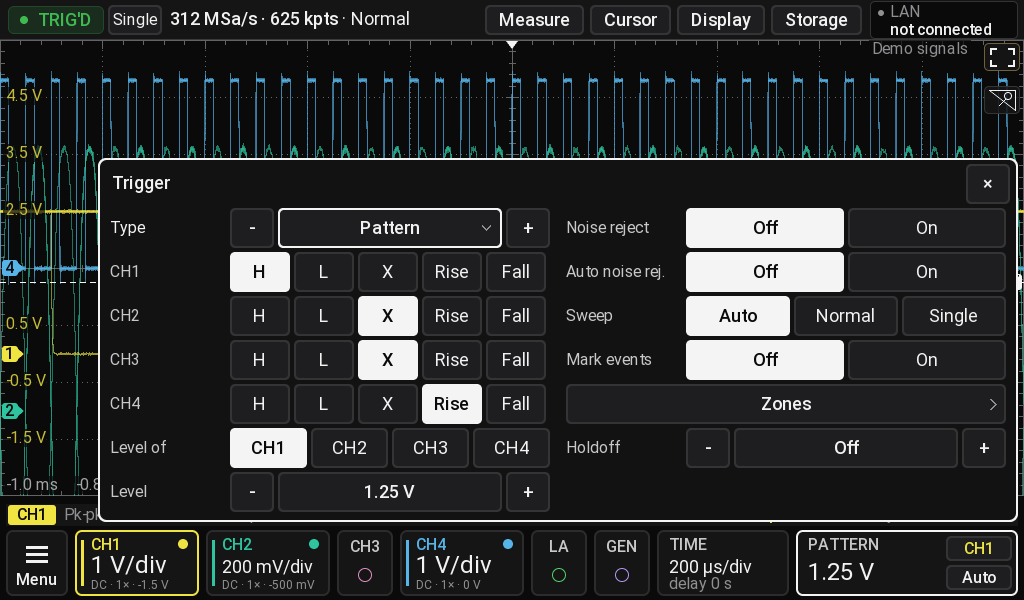 TRIG'D Single 312 MSa/s · 625 kpts · Normal Measure Cursor Display Storage LAN
not connected
Demo signals
4.5 V
3.5 V
Trigger ×
2.5 V Type - Pattern + Noise reject Off On
4 CH1 H L X Rise Fall Auto noise rej. Off On
0.5 V CH2 H L X Rise Fall Sweep Auto Normal Single
1 CH3 H L X Rise Fall Mark events Off On
-0.5 V
2 CH4 H L X Rise Fall Zones
-1.5 V Level of CH1 CH2 CH3 CH4 Holdoff - Off +
-1.0 ms -0.8 Level - 1.25 V +
CH1 Pk-pk
Menu
CH1
1 V/div
DC · 1× · -1.5 V
CH2
200 mV/div
DC · 1× · -500 mV
CH3
CH4
1 V/div
DC · 1× · 0 V
LA
GEN
TIME
200 µs/div
delay 0 s
PATTERN CH1
1.25 V Auto